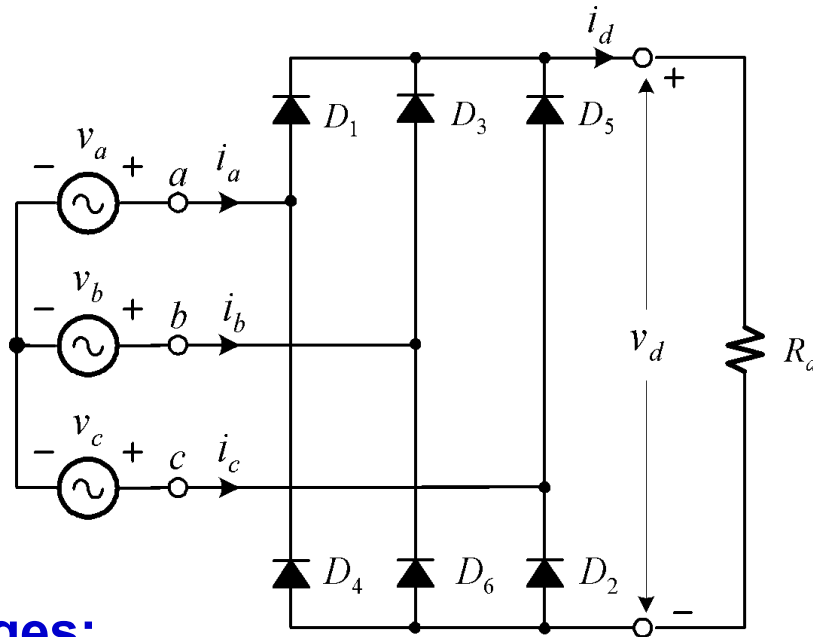 i_d
+
D_1
D_3
D_5
v_a
− +
a
i_a
v_b
− +
b
i_b
v_d
v_c
− +
c
i_c
D_4
D_6
D_2
−